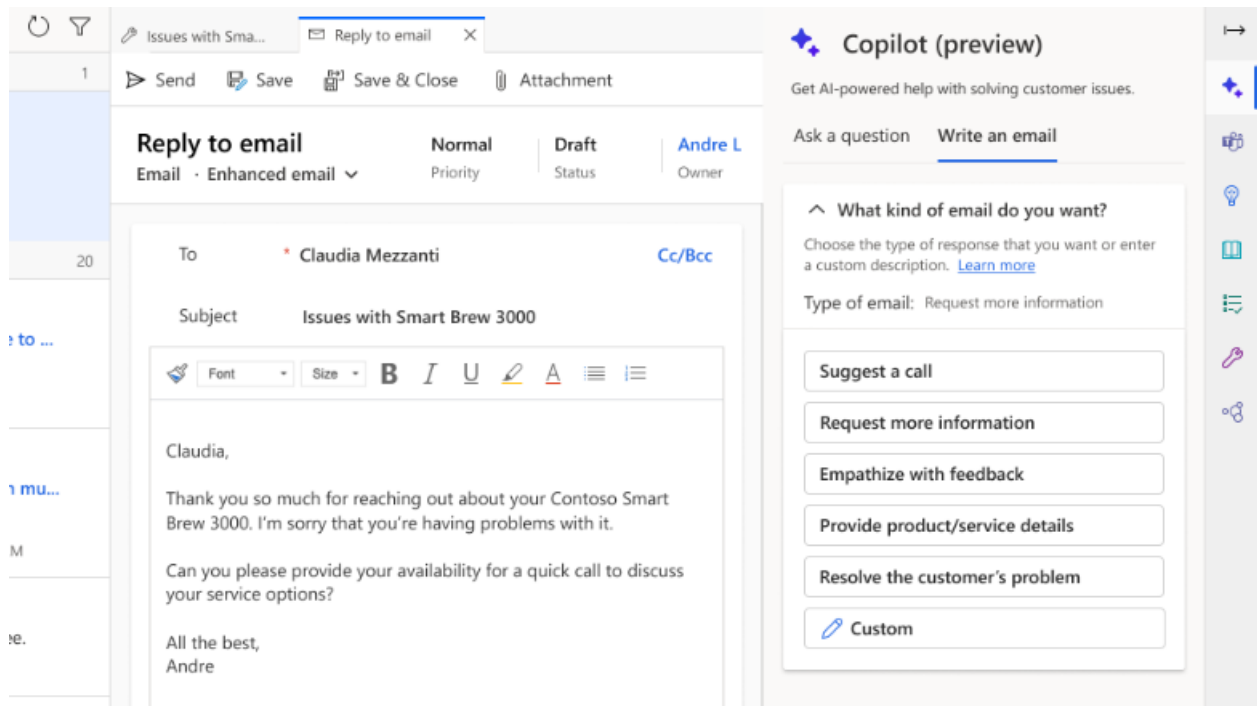 1
20
e to ...
n mu...
M
ee.
Issues with Sma...
Reply to email
Send
Save
Save & Close
Attachment
Reply to email
Email · Enhanced email
Normal
Priority
Draft
Status
Andre L
Owner
To
* Claudia Mezzanti
Cc/Bcc
Subject
Issues with Smart Brew 3000
Font
Size
B
I
U
A
Claudia,
Thank you so much for reaching out about your Contoso Smart
Brew 3000. I'm sorry that you're having problems with it.
Can you please provide your availability for a quick call to discuss
your service options?
All the best,
Andre
Copilot (preview)
Get AI-powered help with solving customer issues.
Ask a question
Write an email
What kind of email do you want?
Choose the type of response that you want or enter
a custom description. Learn more
Type of email: Request more information
Suggest a call
Request more information
Empathize with feedback
Provide product/service details
Resolve the customer's problem
Custom